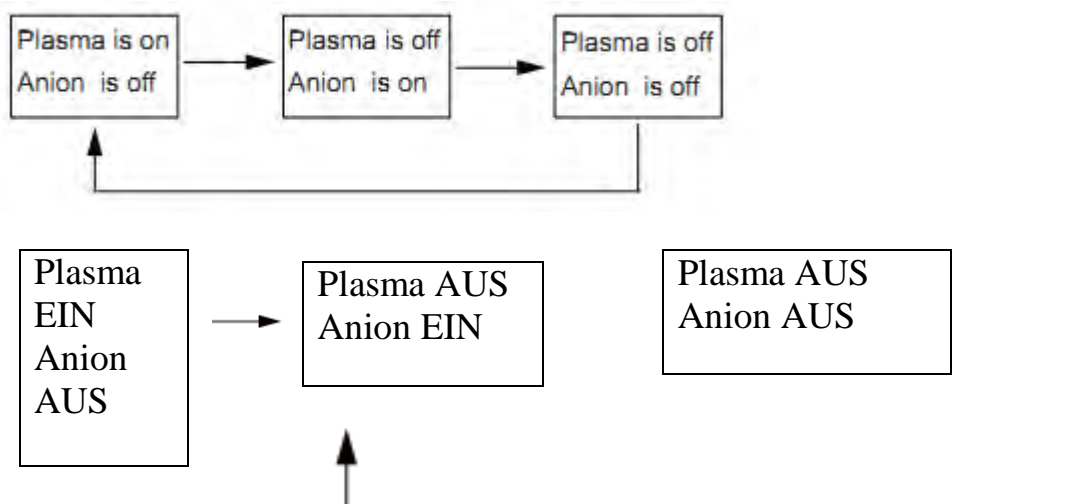 Plasma is on
Anion is off
Plasma is off
Anion is on
Plasma is off
Anion is off
Plasma
EIN
Anion
AUS
Plasma AUS
Anion EIN
Plasma AUS
Anion AUS